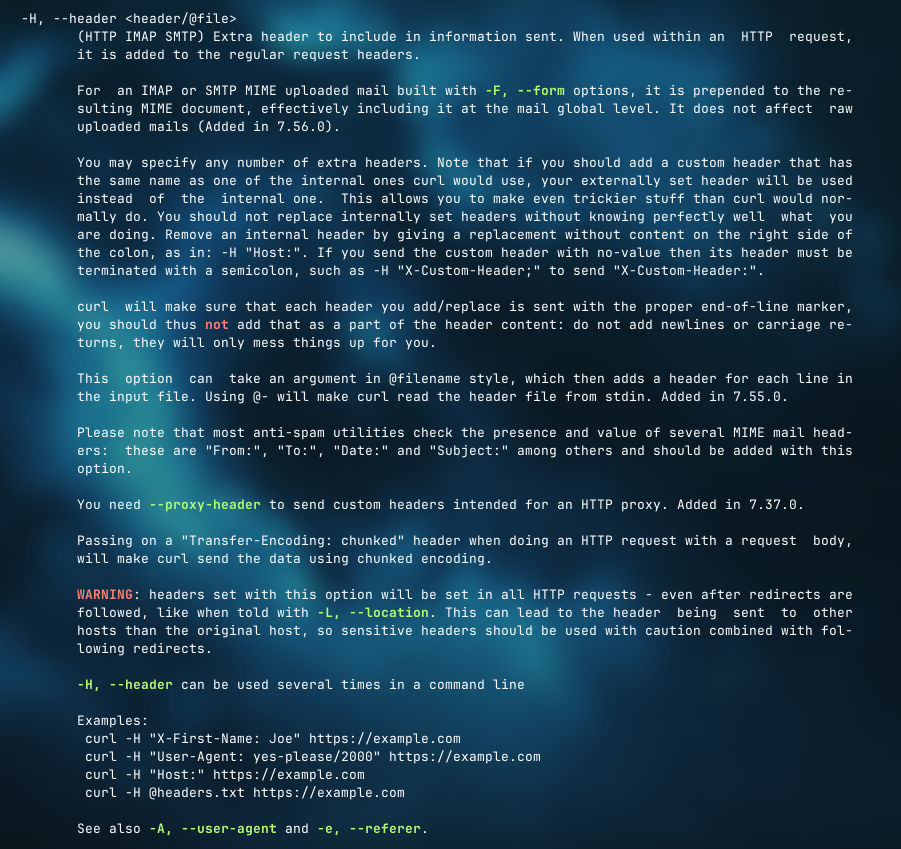 -H, --header <header/@file>
(HTTP IMAP SMTP) Extra header to include in information sent. When used within an  HTTP  request,
it is added to the regular request headers.
For  an IMAP or SMTP MIME uploaded mail built with -F, --form options, it is prepended to the re-
sulting MIME document, effectively including it at the mail global level. It does not affect  raw
uploaded mails (Added in 7.56.0).
You may specify any number of extra headers. Note that if you should add a custom header that has
the same name as one of the internal ones curl would use, your externally set header will be used
instead  of  the  internal one.  This allows you to make even trickier stuff than curl would nor-
mally do. You should not replace internally set headers without knowing perfectly well  what  you
are doing. Remove an internal header by giving a replacement without content on the right side of
the colon, as in: -H "Host:". If you send the custom header with no-value then its header must be
terminated with a semicolon, such as -H "X-Custom-Header;" to send "X-Custom-Header:".
curl  will make sure that each header you add/replace is sent with the proper end-of-line marker,
you should thus not add that as a part of the header content: do not add newlines or carriage re-
turns, they will only mess things up for you.
This  option  can  take an argument in @filename style, which then adds a header for each line in
the input file. Using @- will make curl read the header file from stdin. Added in 7.55.0.
Please note that most anti-spam utilities check the presence and value of several MIME mail head-
ers:  these are "From:", "To:", "Date:" and "Subject:" among others and should be added with this
option.
You need --proxy-header to send custom headers intended for an HTTP proxy. Added in 7.37.0.
Passing on a "Transfer-Encoding: chunked" header when doing an HTTP request with a request  body,
will make curl send the data using chunked encoding.
WARNING: headers set with this option will be set in all HTTP requests - even after redirects are
followed, like when told with -L, --location. This can lead to the header  being  sent  to  other
hosts than the original host, so sensitive headers should be used with caution combined with fol-
lowing redirects.
-H, --header can be used several times in a command line
Examples:
curl -H "X-First-Name: Joe" https://example.com
curl -H "User-Agent: yes-please/2000" https://example.com
curl -H "Host:" https://example.com
curl -H @headers.txt https://example.com
See also -A, --user-agent and -e, --referer.